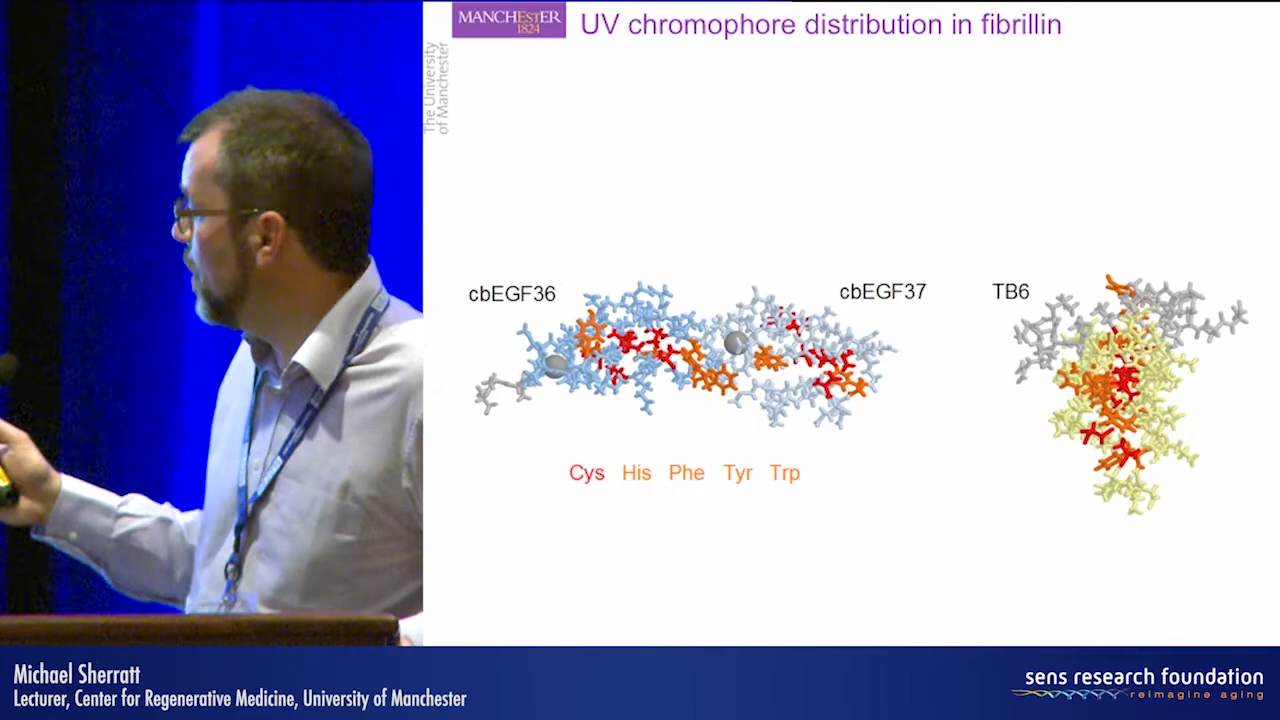 MANCHESTER
1824
The University
of Manchester
UV chromophore distribution in fibrillin
cbEGF36
cbEGF37
TB6
Cys His Phe Tyr Trp
Michael Sherratt
Lecturer, Center for Regenerative Medicine, University of Manchester
sens research foundation
reimagine aging